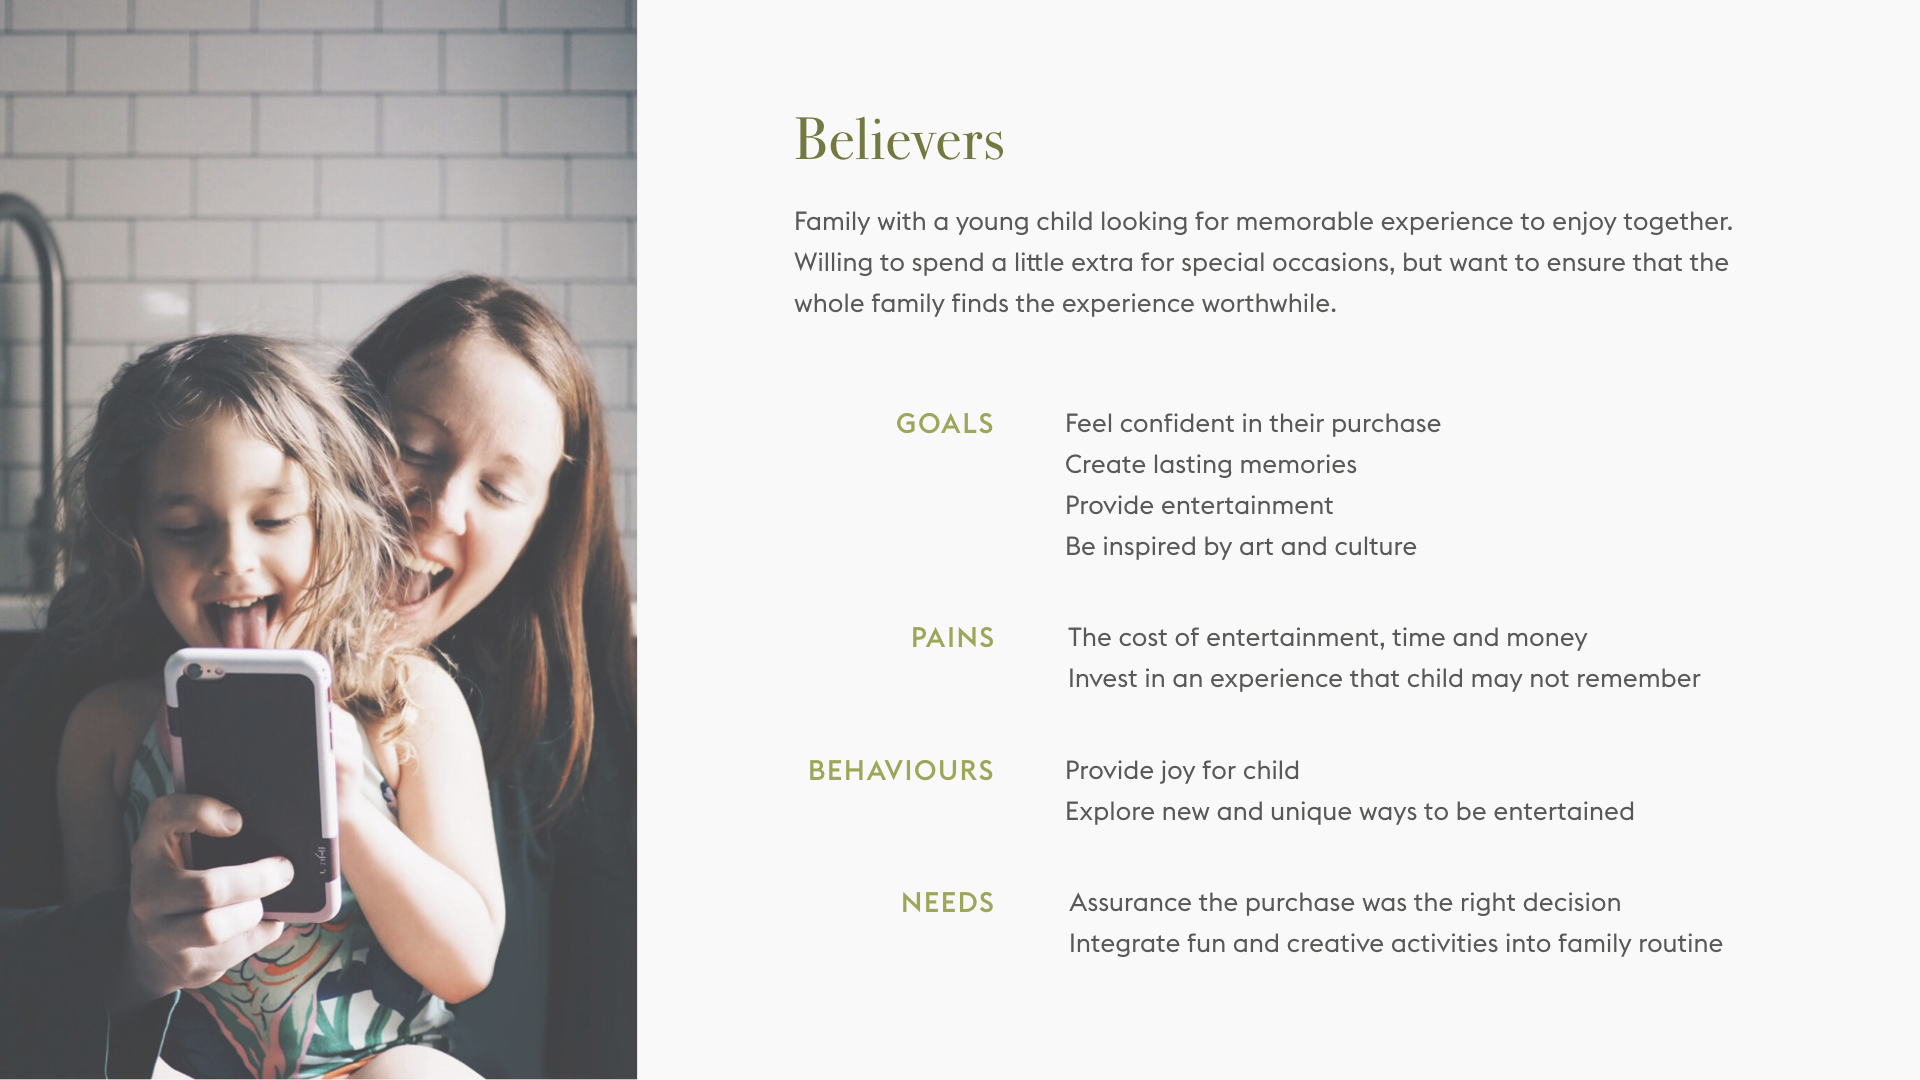 Believers
Family with a young child looking for memorable experience to enjoy together.
Willing to spend a little extra for special occasions, but want to ensure that the
whole family finds the experience worthwhile.
GOALS
Feel confident in their purchase
Create lasting memories
Provide entertainment
Be inspired by art and culture
PAINS
The cost of entertainment, time and money
Invest in an experience that child may not remember
BEHAVIOURS
Provide joy for child
Explore new and unique ways to be entertained
NEEDS
Assurance the purchase was the right decision
Integrate fun and creative activities into family routine